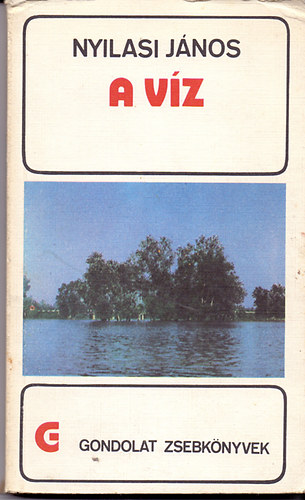 NYILASI JÁNOS
A VÍZ
G GONDOLAT ZSEBKÖNYVEK